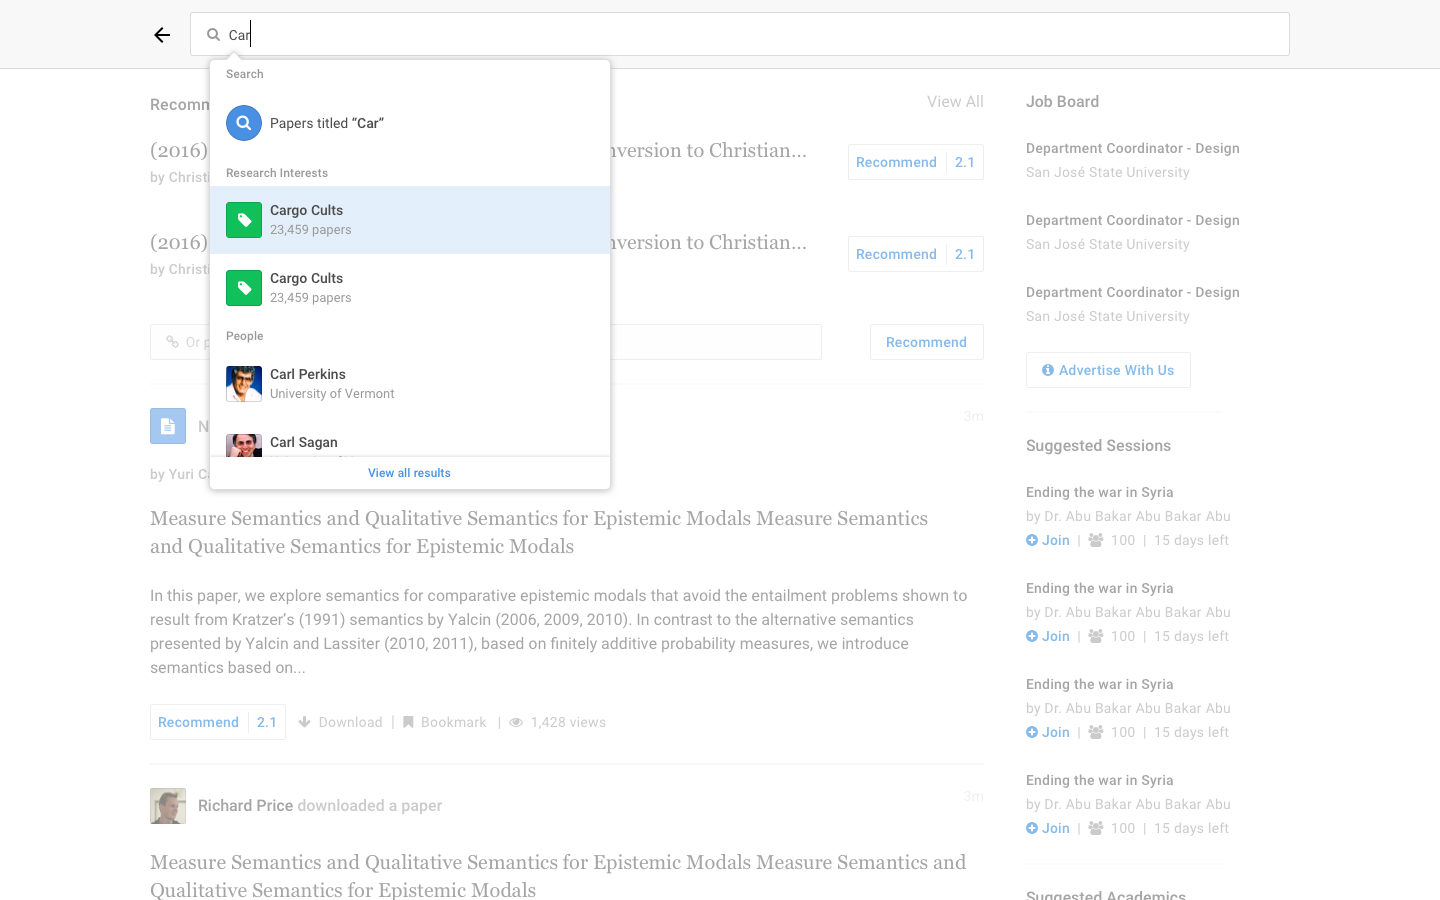 Car
Search
Papers titled “Car”
Research Interests
Cargo Cults
23,459 papers
Cargo Cults
23,459 papers
People
Carl Perkins
University of Vermont
Carl Sagan
View all results
Recomm
View All
(2016)
nversion to Christian...
by Christi
Recommend 2.1
(2016)
nversion to Christian...
by Christi
Recommend 2.1
Or p
Recommend
N
3m
by Yuri Ca
Measure Semantics and Qualitative Semantics for Epistemic Modals Measure Semantics
and Qualitative Semantics for Epistemic Modals
In this paper, we explore semantics for comparative epistemic modals that avoid the entailment problems shown to
result from Kratzer’s (1991) semantics by Yalcin (2006, 2009, 2010). In contrast to the alternative semantics
presented by Yalcin and Lassiter (2010, 2011), based on finitely additive probability measures, we introduce
semantics based on...
Recommend 2.1 Download | Bookmark | 1,428 views
Richard Price downloaded a paper
3m
Measure Semantics and Qualitative Semantics for Epistemic Modals Measure Semantics and
Qualitative Semantics for Epistemic Modals
Job Board
Department Coordinator - Design
San José State University
Department Coordinator - Design
San José State University
Department Coordinator - Design
San José State University
Advertise With Us
Suggested Sessions
Ending the war in Syria
by Dr. Abu Bakar Abu Bakar Abu
Join | 100 | 15 days left
Ending the war in Syria
by Dr. Abu Bakar Abu Bakar Abu
Join | 100 | 15 days left
Ending the war in Syria
by Dr. Abu Bakar Abu Bakar Abu
Join | 100 | 15 days left
Ending the war in Syria
by Dr. Abu Bakar Abu Bakar Abu
Join | 100 | 15 days left
Suggested Academics